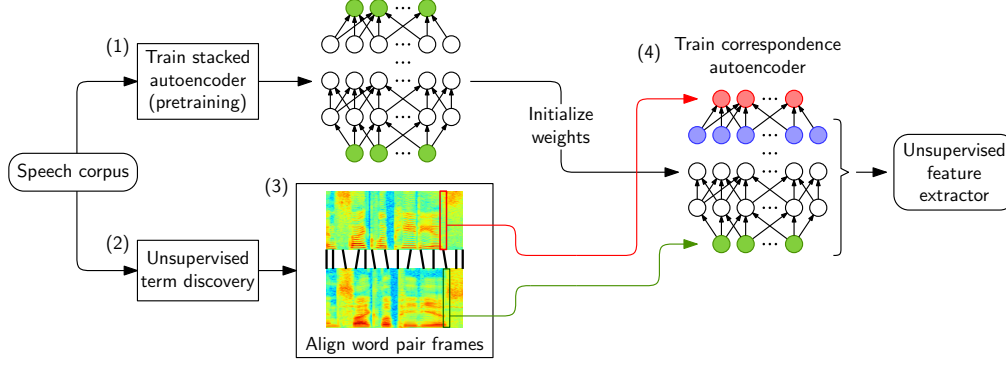 (1)
Train stacked
autoencoder
(pretraining)
...
...
...
...
...
Speech corpus
(2)
Unsupervised
term discovery
(3)
Align word pair frames
Initialize
weights
(4)
Train correspondence
autoencoder
...
...
...
...
...
...
Unsupervised
feature
extractor